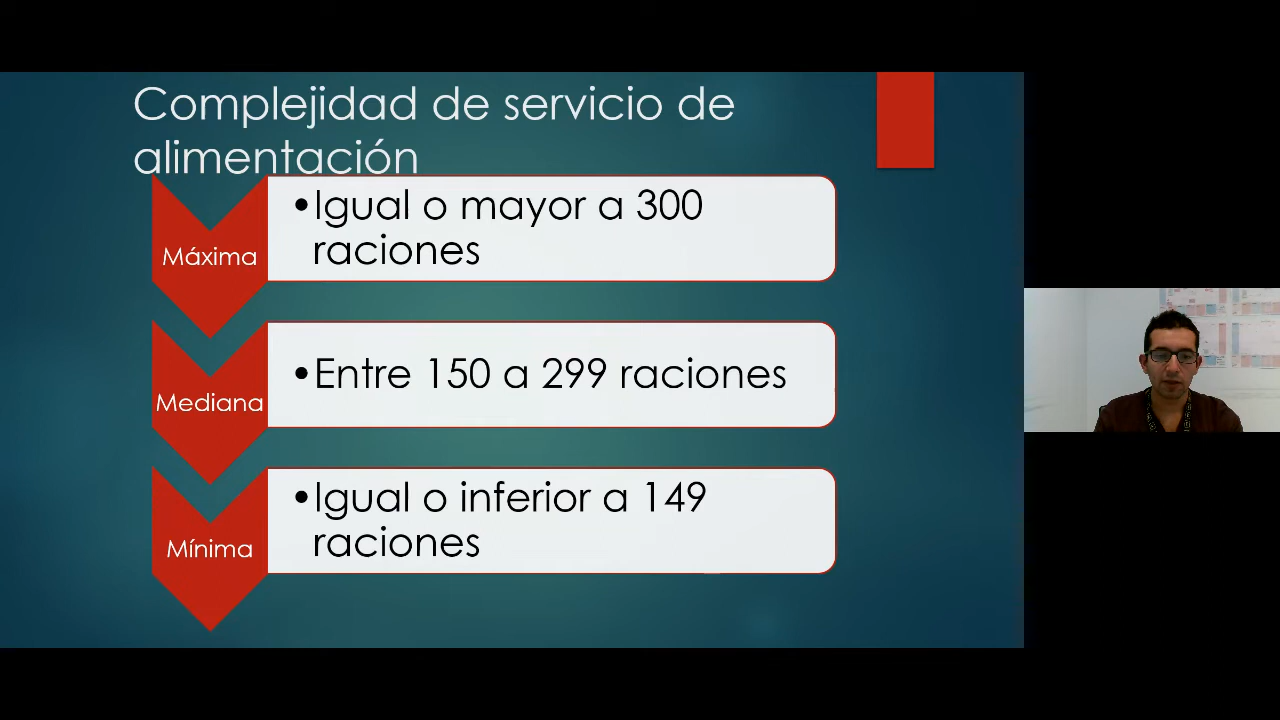 Complejidad de servicio de
alimentación
Máxima
•Igual o mayor a 300
raciones
Mediana
•Entre 150 a 299 raciones
Mínima
•Igual o inferior a 149
raciones